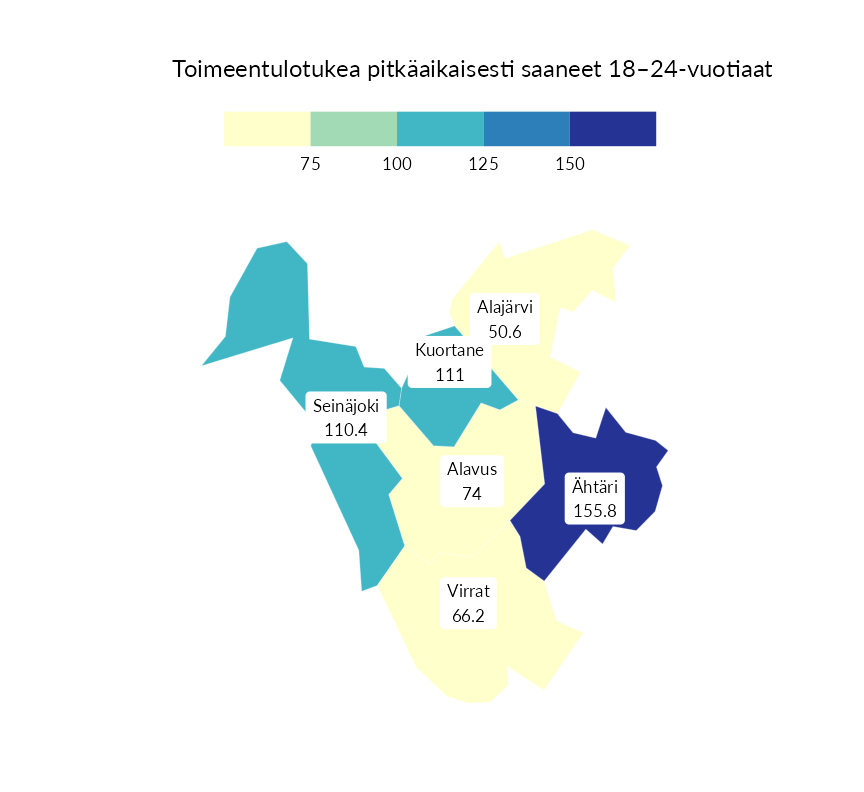 Toimeentulotukea pitkäaikaisesti saaneet 18–24-vuotiaat
75 100 125 150
Alajärvi
50.6
Kuortane
111
Seinäjoki
110.4
Alavus
74
Ähtäri
155.8
Virrat
66.2